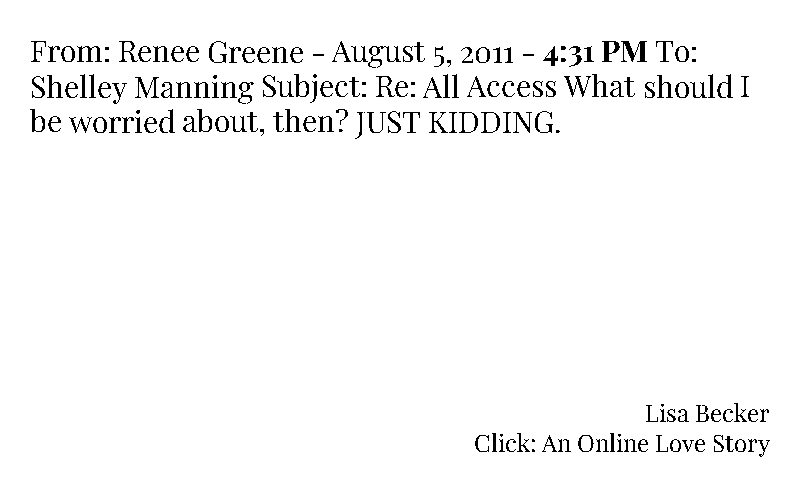 From: Renee Greene – August 5, 2011 – 4:31 PM To:
Shelley Manning Subject: Re: All Access What should I
be worried about, then? JUST KIDDING.
Lisa Becker
Click: An Online Love Story